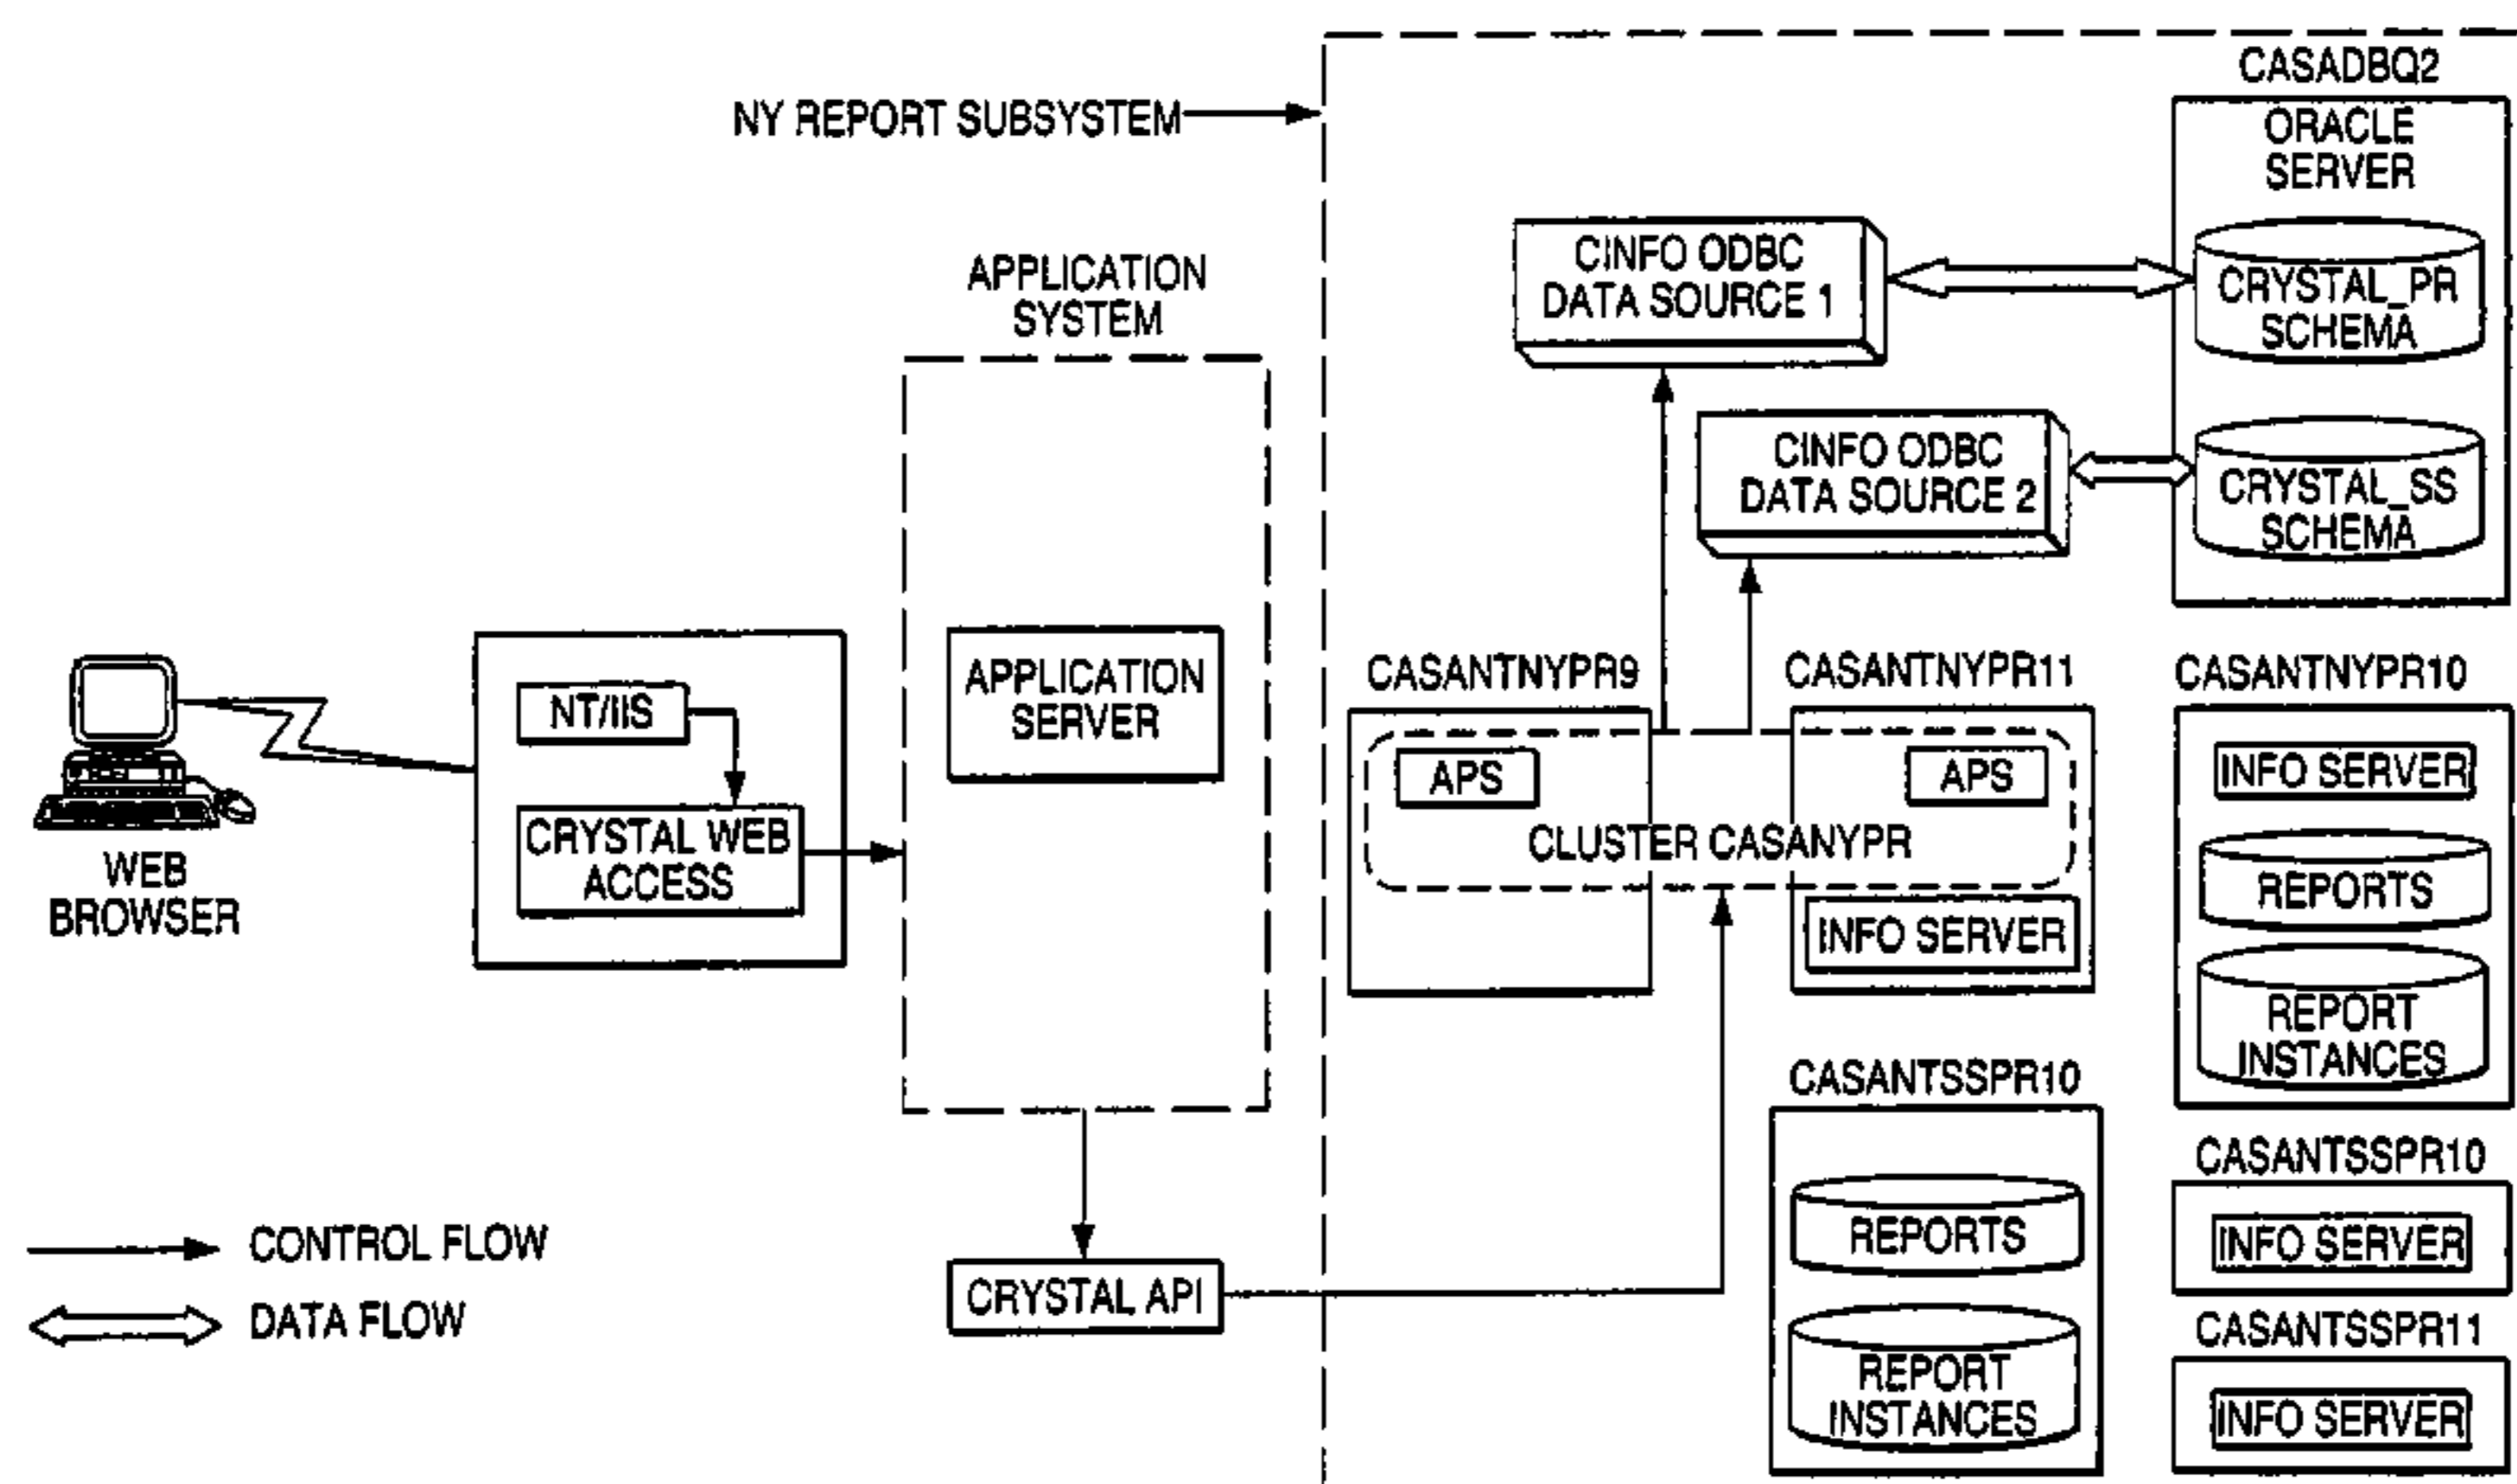 CASADBQ2
NY REPORT SUBSYSTEM
ORACLE
SERVER
CINFO ODBC
DATA SOURCE 1
CRYSTAL_PR
SCHEMA
APPLICATION
SYSTEM
CINFO ODBC
DATA SOURCE 2
CRYSTAL_SS
SCHEMA
APPLICATION
SERVER
CASANTNYPR9
CASANTNYPR11
CASANTNYPR10
NT/IIS
APS
APS
INFO SERVER
CRYSTAL WEB
ACCESS
CLUSTER CASANYPR
WEB
BROWSER
REPORTS
INFO SERVER
REPORT
INSTANCES
CASANTSSPR10
CASANTSSPR10
REPORTS
INFO SERVER
CONTROL FLOW
CRYSTAL API
DATA FLOW
CASANTSSPR11
REPORT
INSTANCES
INFO SERVER